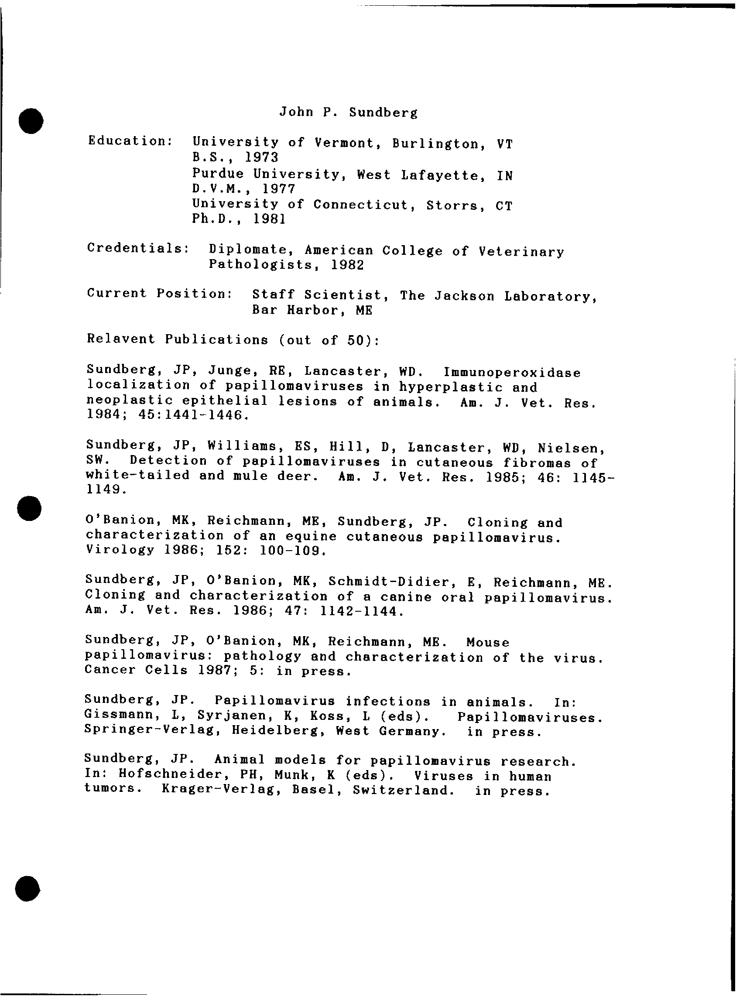 John P. Sundberg
Education: University of Vermont, Burlington, VT
B.S., 1973
Purdue University, West Lafayette, IN
D.V.M., 1977
University of Connecticut, Storrs, CT
Ph.D., 1981
Credentials: Diplomate, American College of Veterinary
Pathologists, 1982
Current Position: Staff Scientist, The Jackson Laboratory,
Bar Harbor, ME
Relavent Publications (out of 50):
Sundberg, JP, Junge, RE, Lancaster, WD. Immunoperoxidase
localization of papillomaviruses in hyperplastic and
neoplastic epithelial lesions of animals. Am. J. Vet. Res.
1984; 45:1441-1446.
Sundberg, JP, Williams, ES, Hill, D, Lancaster, WD, Nielsen,
SW. Detection of papillomaviruses in cutaneous fibromas of
white-tailed and mule deer. Am. J. Vet. Res. 1985; 46: 1145-
1149.
O'Banion, MK, Reichmann, ME, Sundberg, JP. Cloning and
characterization of an equine cutaneous papillomavirus.
Virology 1986; 152: 100-109.
Sundberg, JP, O'Banion, MK, Schmidt-Didier, E, Reichmann, ME.
Cloning and characterization of a canine oral papillomavirus.
Am. J. Vet. Res. 1986; 47: 1142-1144.
Sundberg, JP, O'Banion, MK, Reichmann, ME. Mouse
papillomavirus: pathology and characterization of the virus.
Cancer Cells 1987; 5: in press.
Sundberg, JP. Papillomavirus infections in animals. In:
Gissmann, L, Syrjanen, K, Koss, L (eds). Papillomaviruses.
Springer-Verlag, Heidelberg, West Germany. in press.
Sundberg, JP. Animal models for papillomavirus research.
In: Hofschneider, PH, Munk, K (eds). Viruses in human
tumors. Krager-Verlag, Basel, Switzerland. in press.